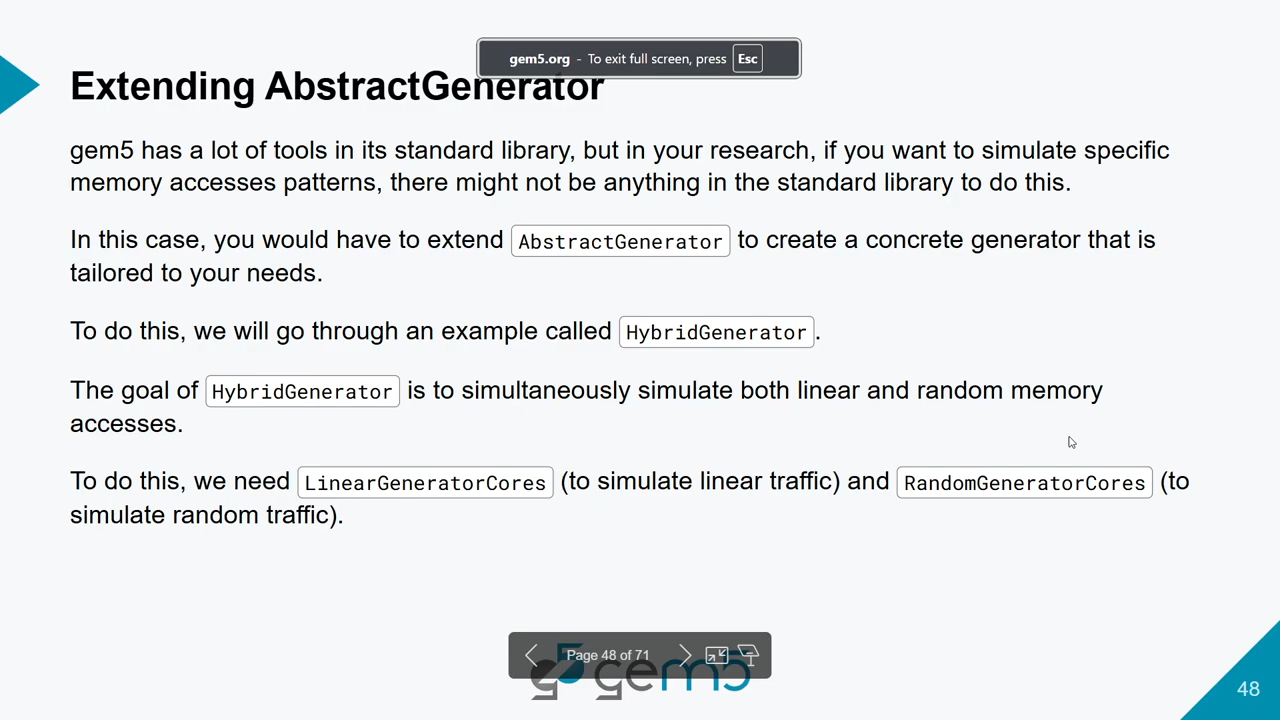 gem5.org - To exit full screen, press Esc
Extending AbstractGenerator
gem5 has a lot of tools in its standard library, but in your research, if you want to simulate specific
memory accesses patterns, there might not be anything in the standard library to do this.
In this case, you would have to extend AbstractGenerator to create a concrete generator that is
tailored to your needs.
To do this, we will go through an example called HybridGenerator.
The goal of HybridGenerator is to simultaneously simulate both linear and random memory
accesses.
To do this, we need LinearGeneratorCores (to simulate linear traffic) and RandomGeneratorCores (to
simulate random traffic).
Page 48 of 71
gem5
48